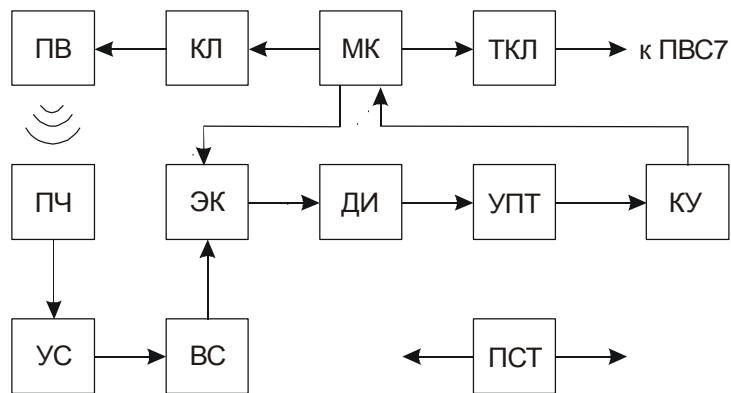 ПВ КЛ МК ТКЛ к ПВС7
ПЧ ЭК ДИ УПТ КУ
УС ВС ПСТ